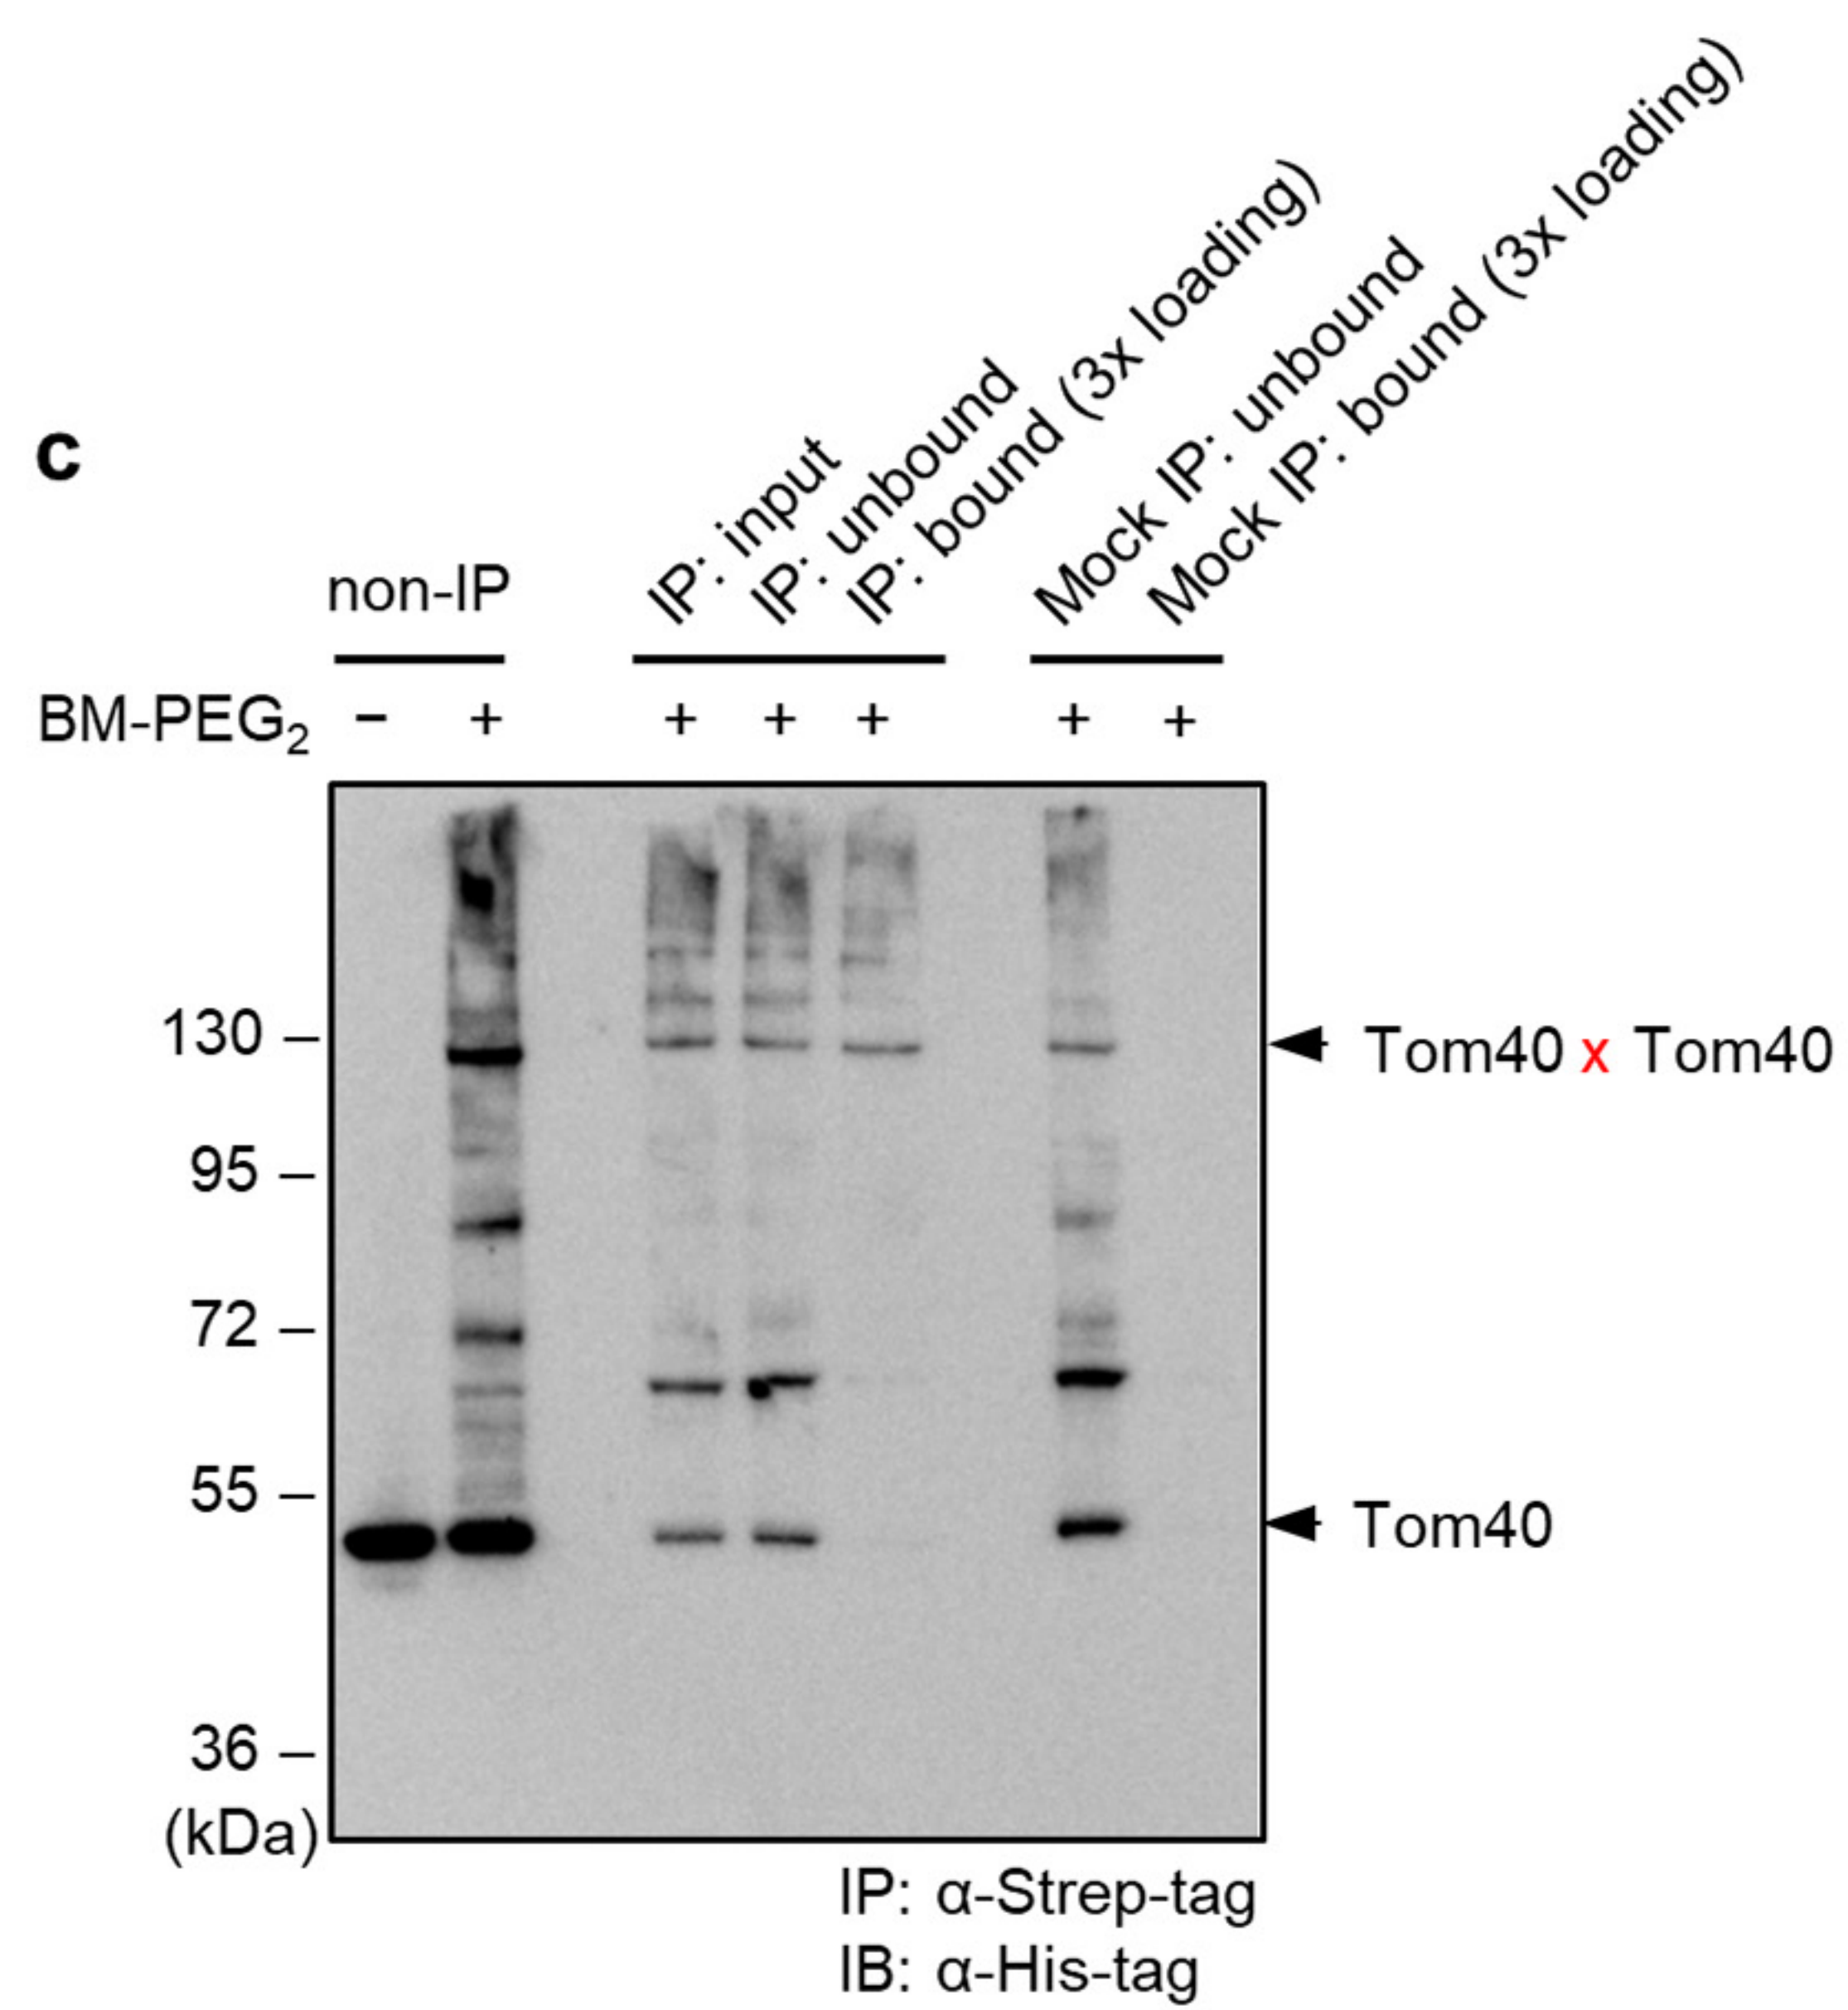 c
non-IP
IP: input
IP: unbound
IP: bound (3x loading)
Mock IP: unbound
Mock IP: bound (3x loading)
BM-PEG₂ – + + + + + +
130 –
95 –
72 –
55 –
36 –
(kDa)
Tom40 x Tom40
Tom40
IP: α-Strep-tag
IB: α-His-tag